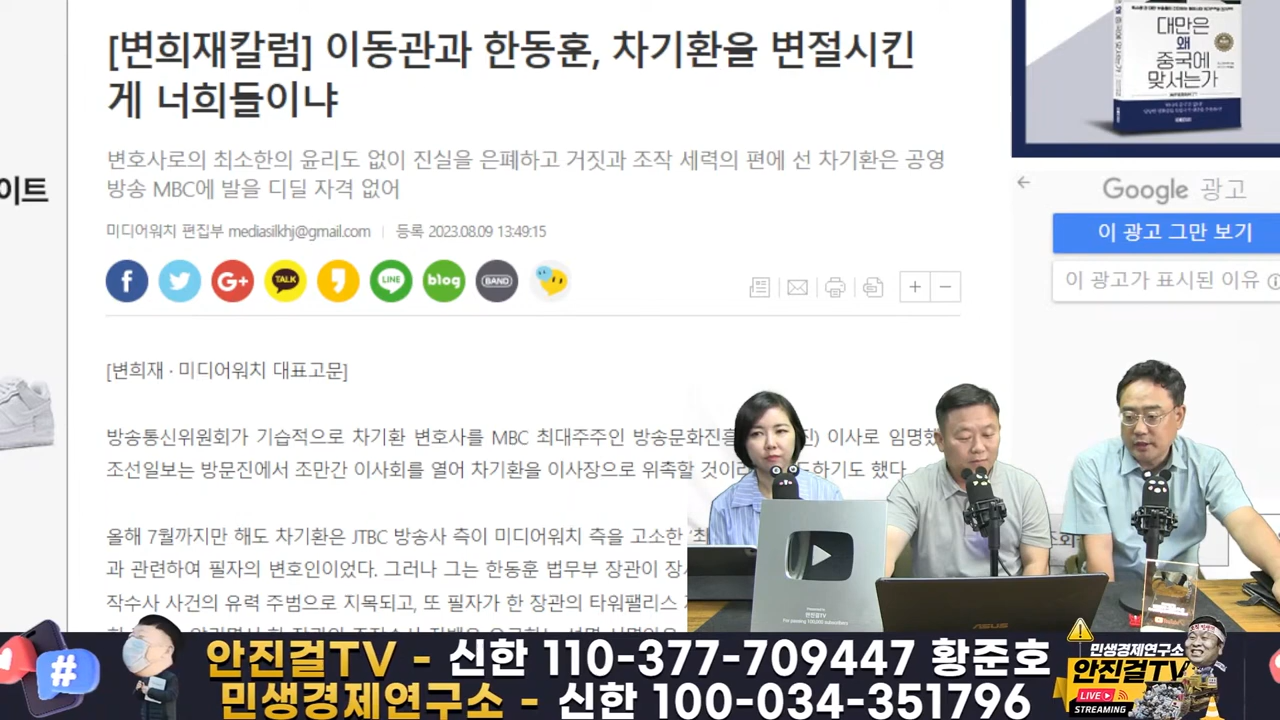 [변희재칼럼] 이동관과 한동훈, 차기환을 변절시킨
게 너희들이냐
변호사로의 최소한의 윤리도 없이 진실을 은폐하고 거짓과 조작 세력의 편에 선 차기환은 공영
방송 MBC에 발을 디딜 자격 없어
미디어워치 편집부 mediasilkhj@gmail.com 등록 2023.08.09 13:49:15
f G+ TALK LINE blog BAND
+ −
[변희재 · 미디어워치 대표고문]
방송통신위원회가 기습적으로 차기환 변호사를 MBC 최대주주인 방송문화진흥
) 이사로 임명
조선일보는 방문진에서 조만간 이사회를 열어 차기환을 이사장으로 위촉할 것이
하기도 했다.
올해 7월까지만 해도 차기환은 JTBC 방송사 측이 미디어워치 측을 고소한
과 관련하여 필자의 변호인이었다. 그러나 그는 한동훈 법무부 장관이
작수사 사건의 유력 주범으로 지목되고, 또 필자가 한 장관의 타워팰리스
이트
대만은
왜
중국에
맞서는가
Google 광고
이 광고 그만 보기
이 광고가 표시된 이유
안진걸TV
ASUS
#
안진걸TV - 신한 110-377-709447 황준호
민생경제연구소 - 신한 100-034-351796
민생경제연구소
안진걸TV
LIVE
STREAMING